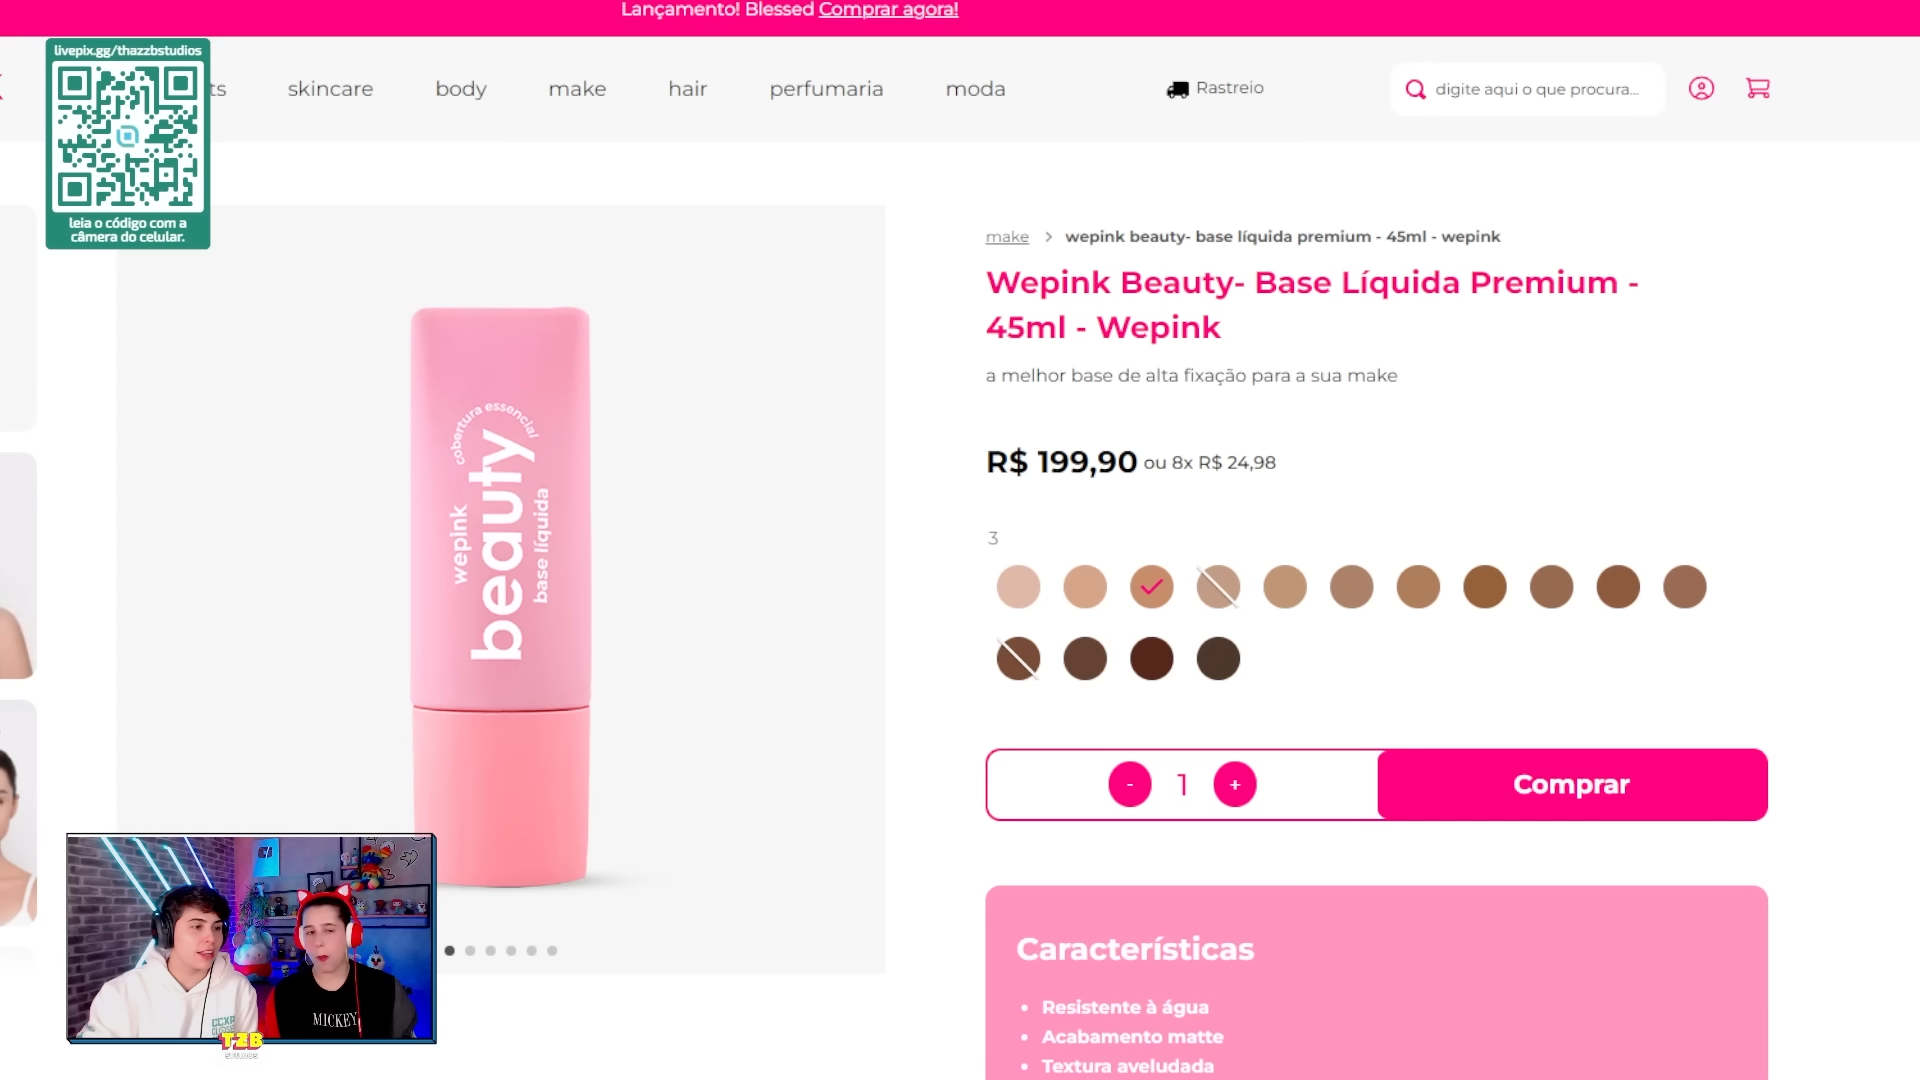 Lançamento! Blessed Comprar agora!
livepix.gg/thazzbstudios
leia o código com a
câmera do celular.
ts
skincare
body
make
hair
perfumaria
moda
Rastreio
digite aqui o que procura...
make > wepink beauty- base líquida premium - 45ml - wepink
Wepink Beauty- Base Líquida Premium -
45ml - Wepink
a melhor base de alta fixação para a sua make
R$ 199,90 ou 8x R$ 24,98
3
- 1 +
Comprar
cobertura essencial
wepink
beauty
base líquida
Características
• Resistente à água
• Acabamento matte
• Textura aveludada
MICKEY
TZB
STUDIOS